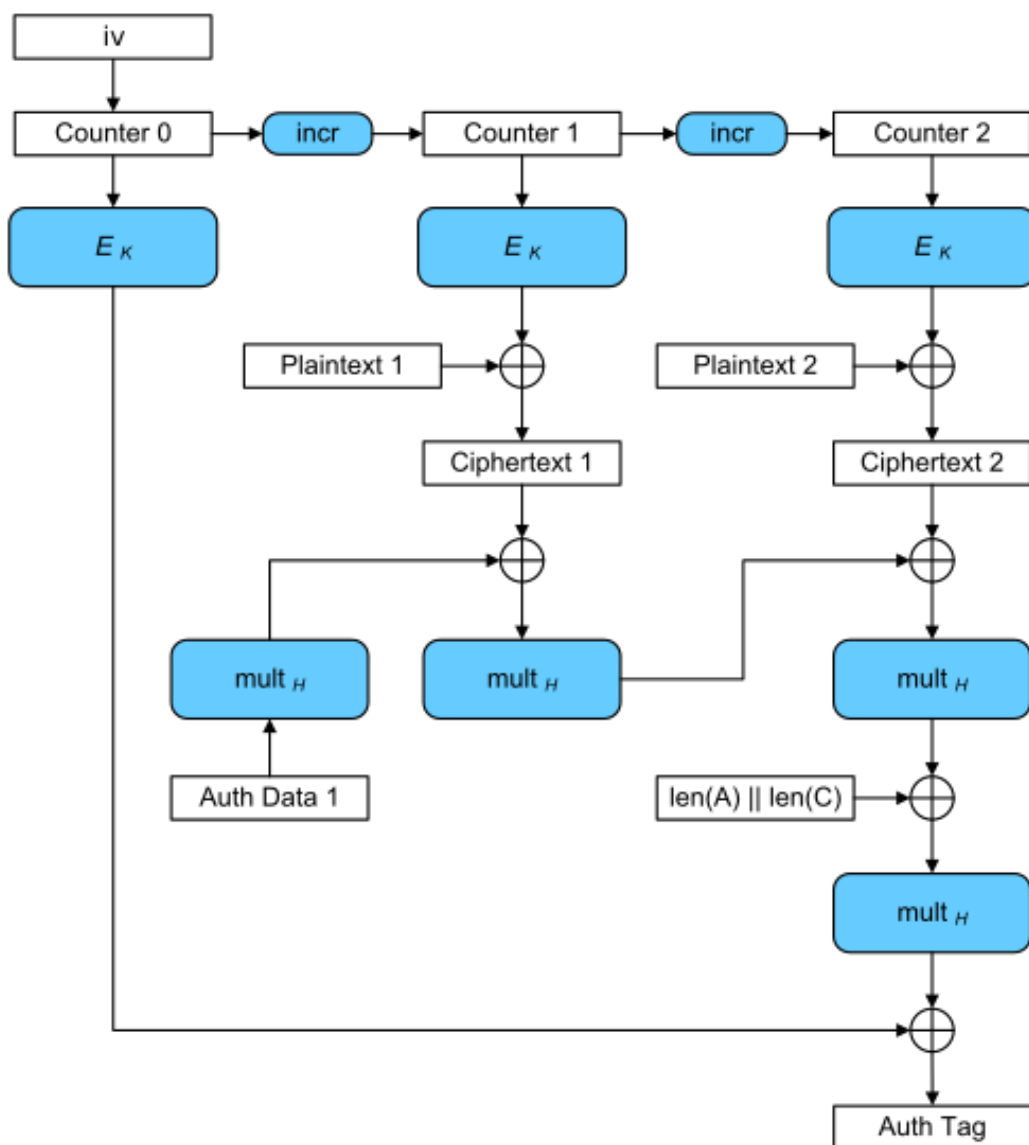 iv
Counter 0
incr
Counter 1
incr
Counter 2
E K
E K
E K
Plaintext 1
Plaintext 2
Ciphertext 1
Ciphertext 2
mult H
mult H
mult H
Auth Data 1
len(A) || len(C)
mult H
Auth Tag